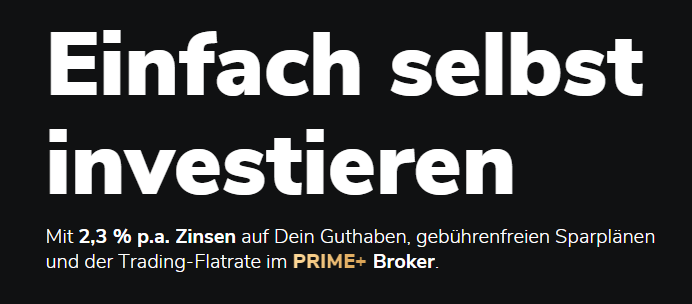 Einfach selbst
investieren
Mit 2,3 % p.a. Zinsen auf Dein Guthaben, gebührenfreien Sparplänen
und der Trading-Flatrate im PRIME+ Broker.